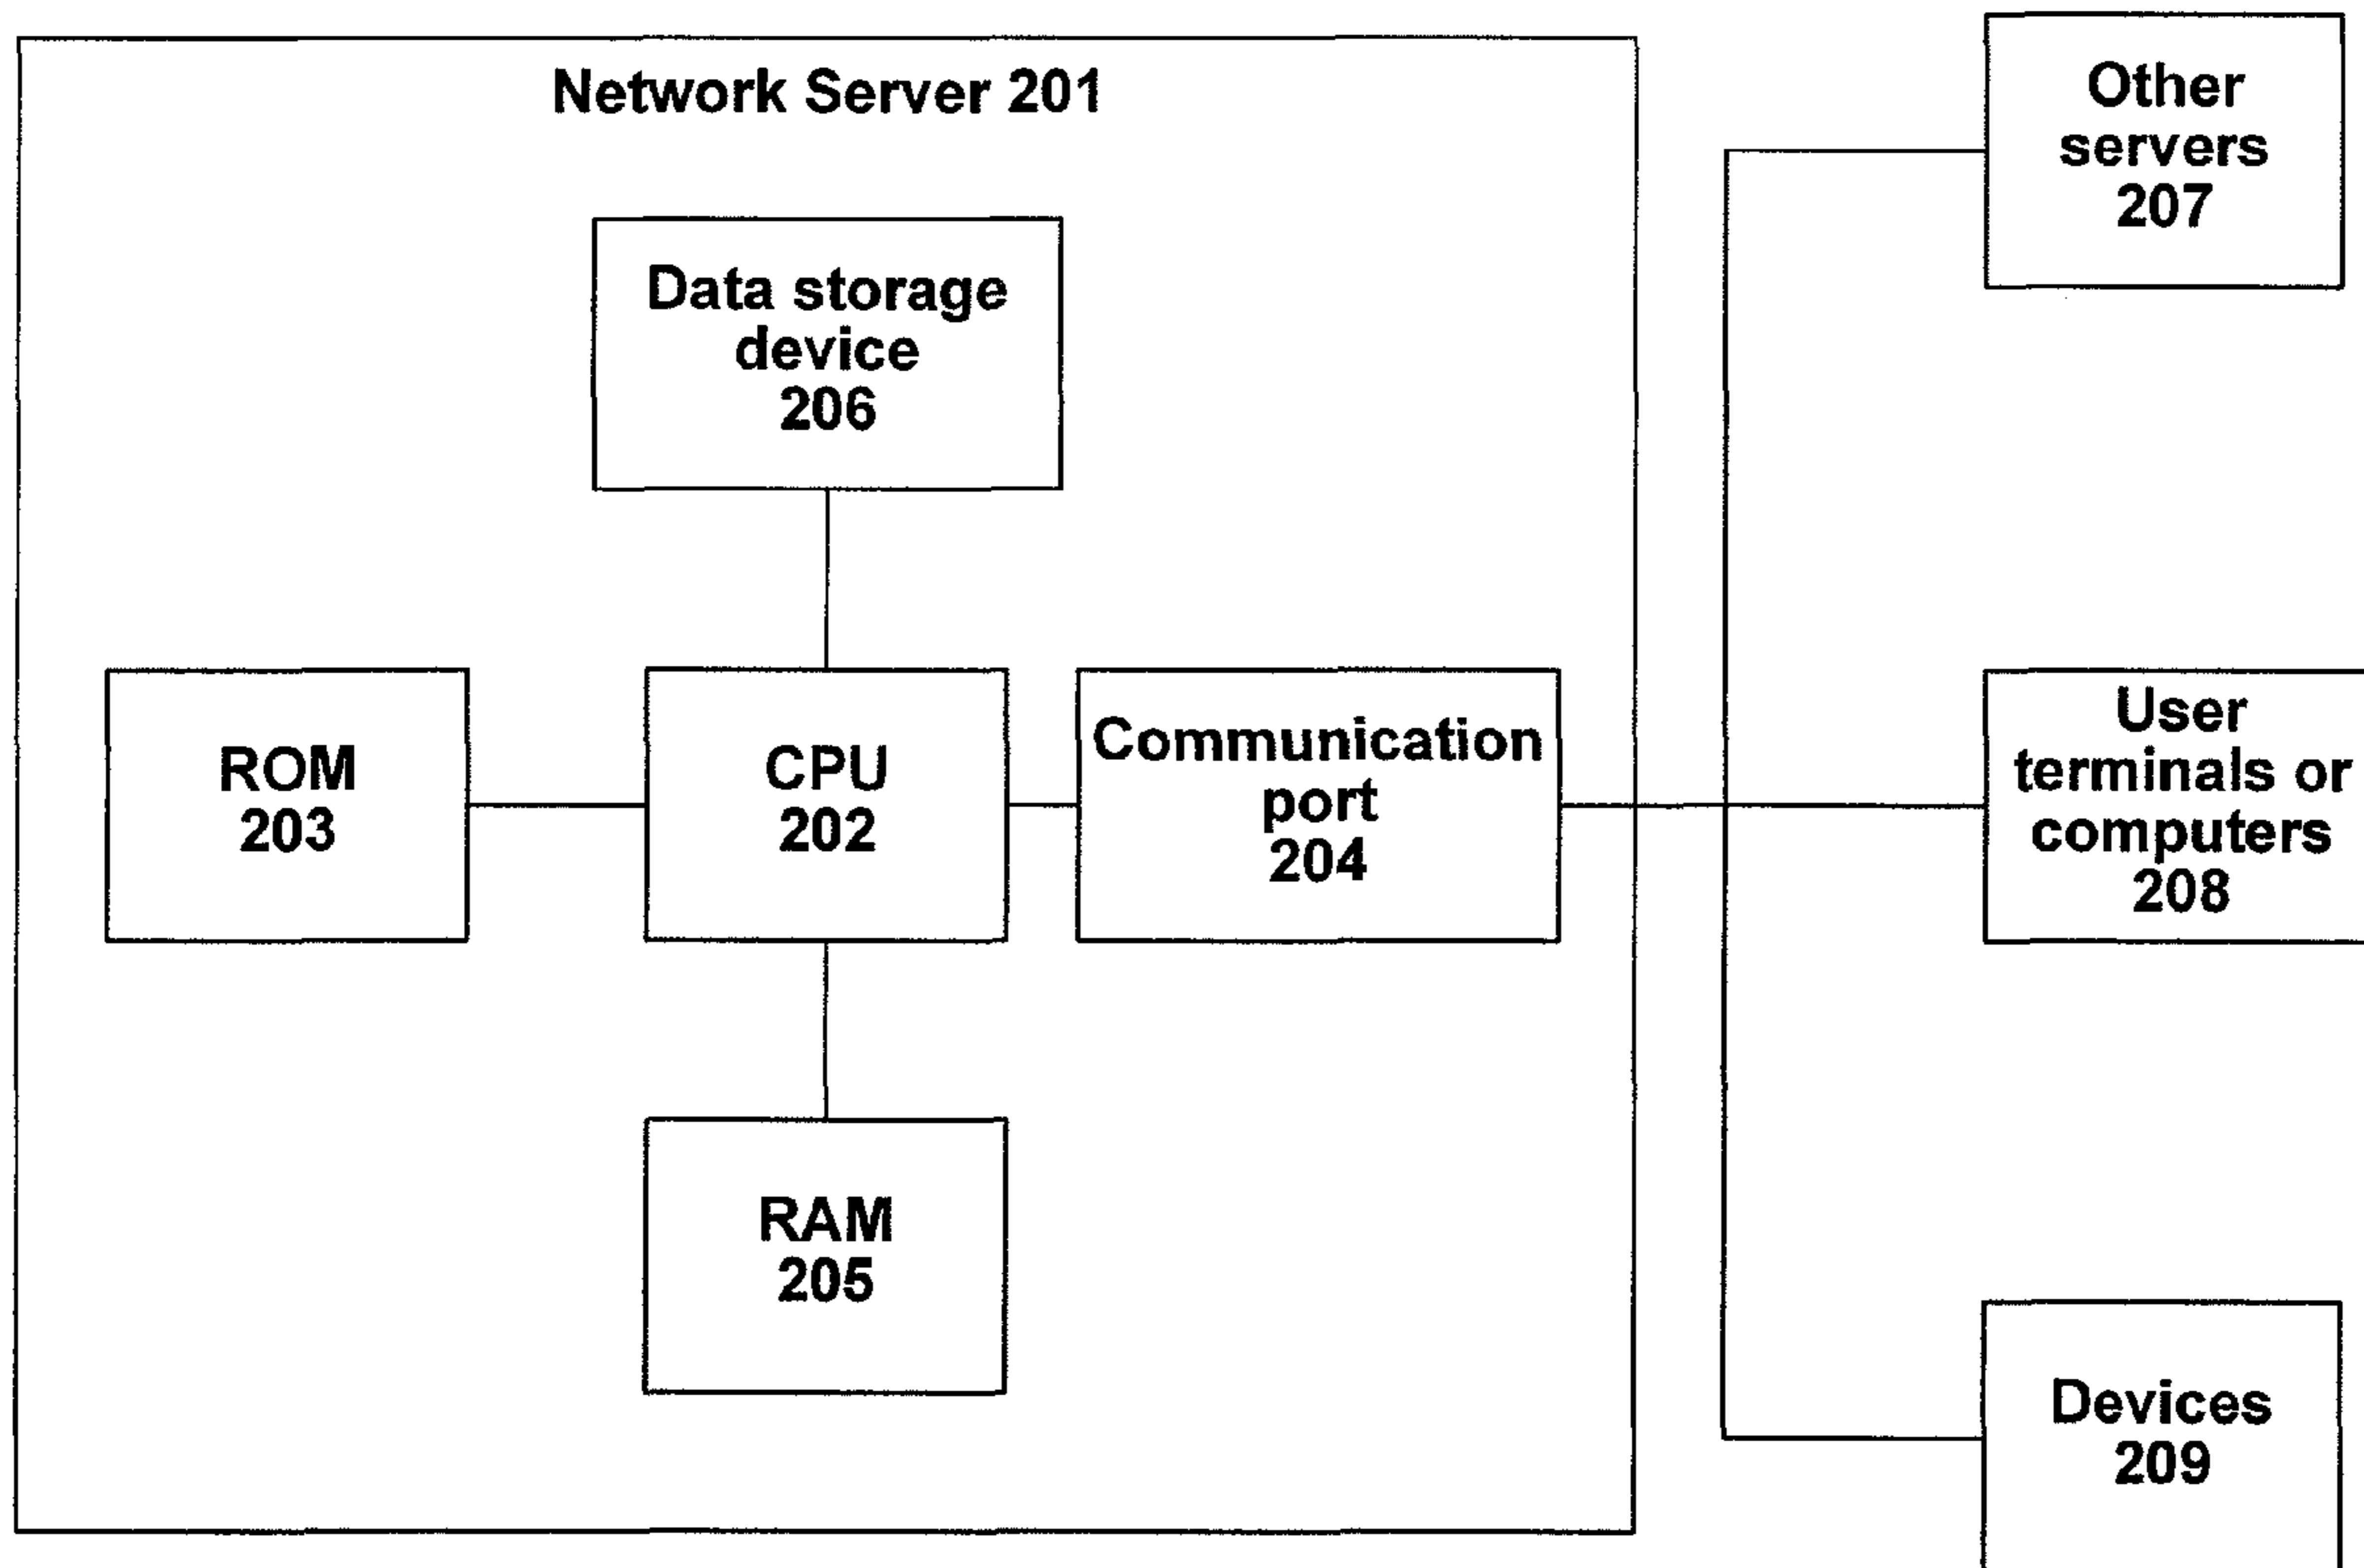 Network Server 201
Other
servers
207
Data storage
device
206
ROM
203
CPU
202
Communication
port
204
User
terminals or
computers
208
RAM
205
Devices
209